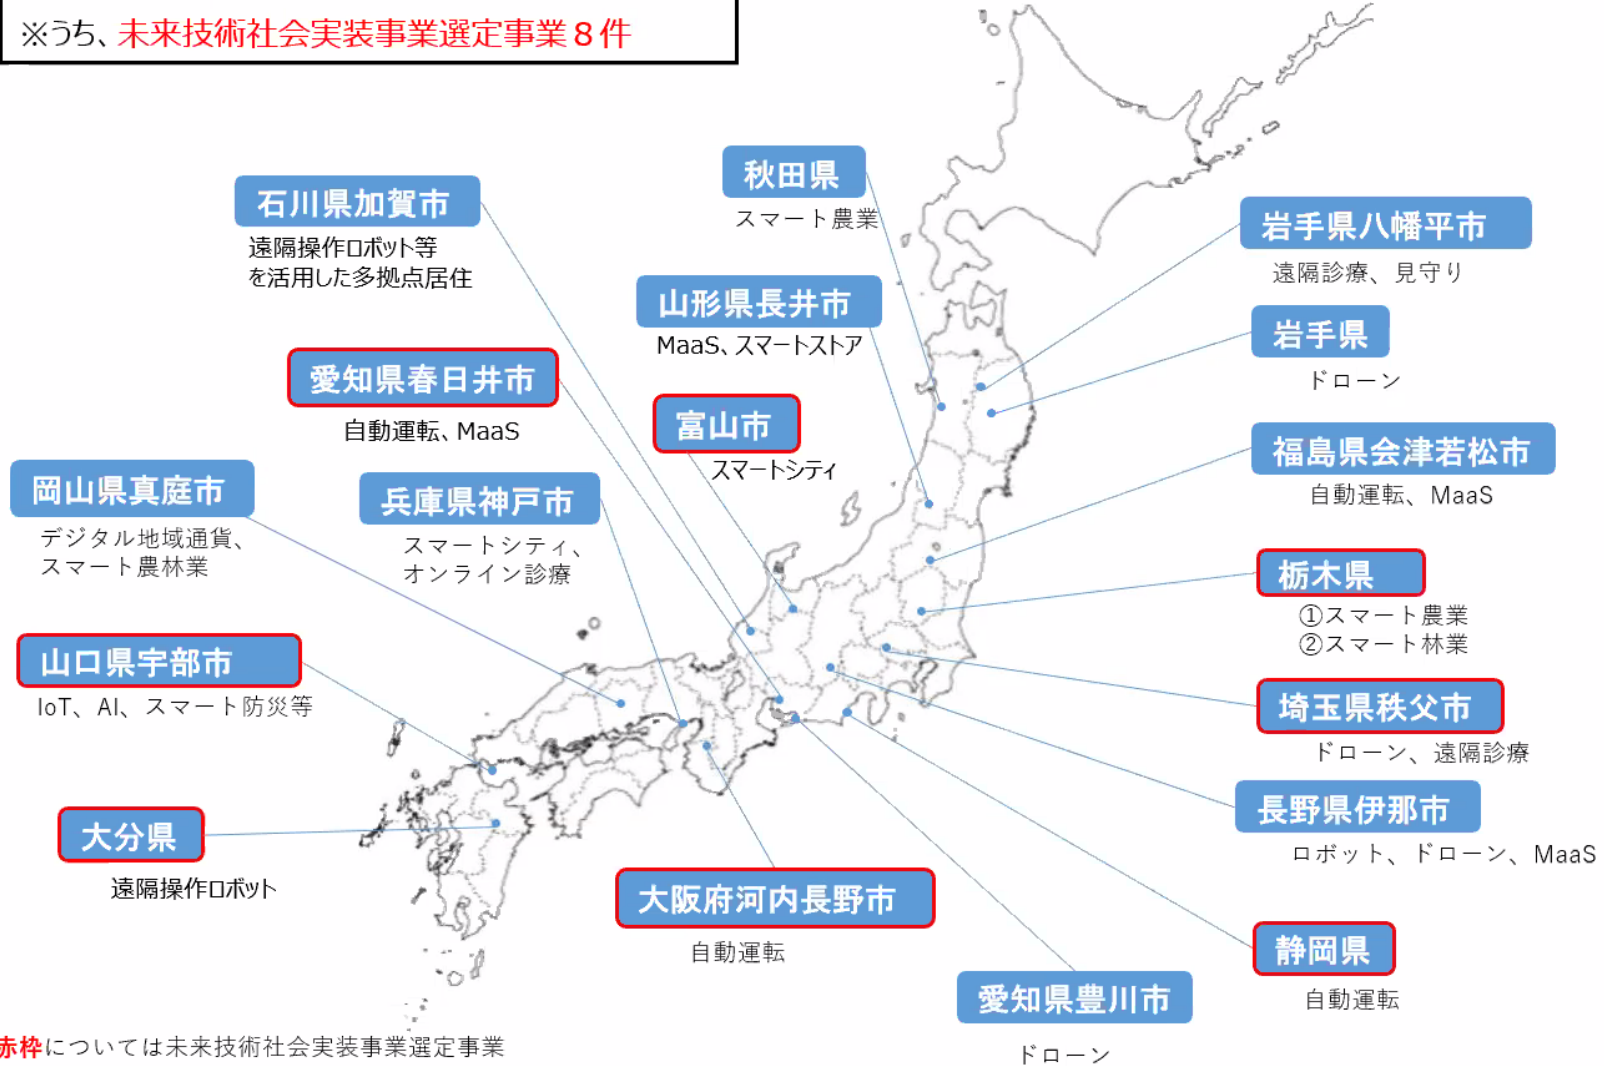 ※うち、未来技術社会実装事業選定事業８件
秋田県
スマート農業
石川県加賀市
遠隔操作ロボット等
を活用した多拠点居住
岩手県八幡平市
遠隔診療、見守り
山形県長井市
MaaS、スマートストア
岩手県
ドローン
愛知県春日井市
自動運転、MaaS
富山市
スマートシティ
福島県会津若松市
自動運転、MaaS
岡山県真庭市
デジタル地域通貨、
スマート農林業
兵庫県神戸市
スマートシティ、
オンライン診療
栃木県
①スマート農業
②スマート林業
山口県宇部市
IoT、AI、スマート防災等
埼玉県秩父市
ドローン、遠隔診療
長野県伊那市
ロボット、ドローン、MaaS
大分県
遠隔操作ロボット
大阪府河内長野市
自動運転
静岡県
自動運転
愛知県豊川市
ドローン
赤枠については未来技術社会実装事業選定事業